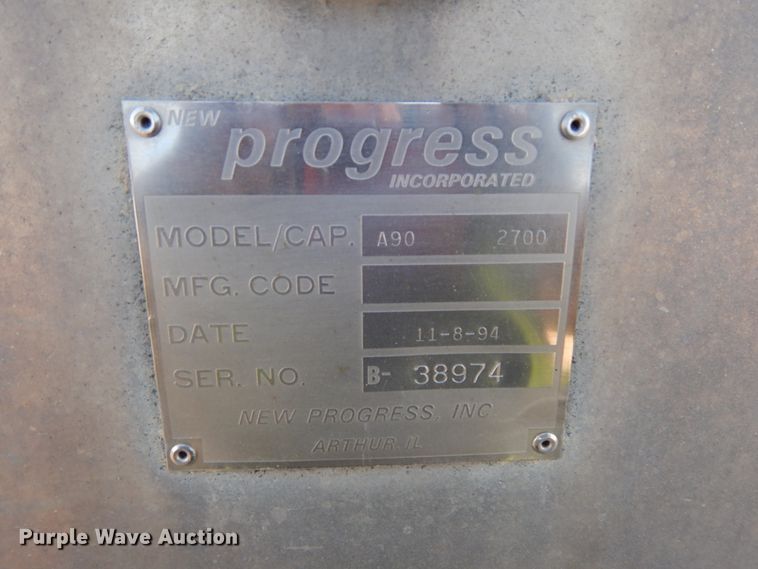 NEW
progress
INCORPORATED
MODEL/CAP. A90 2700
MFG. CODE
DATE 11-8-94
SER. NO. B- 38974
NEW PROGRESS, INC.
ARTHUR, IL
Purple Wave Auction